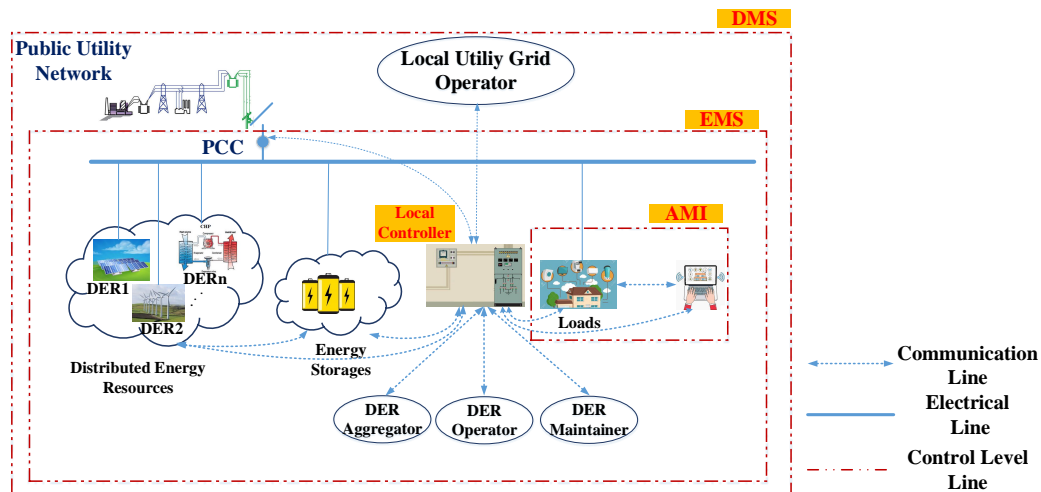 DMS
Public Utility
Network
Local Utiliy Grid
Operator
EMS
PCC
Local
Controller
AMI
CHP
DER1
DERn
DER2
Loads
Distributed Energy
Resources
Energy
Storages
DER
Aggregator
DER
Operator
DER
Maintainer
Communication
Line
Electrical
Line
Control Level
Line